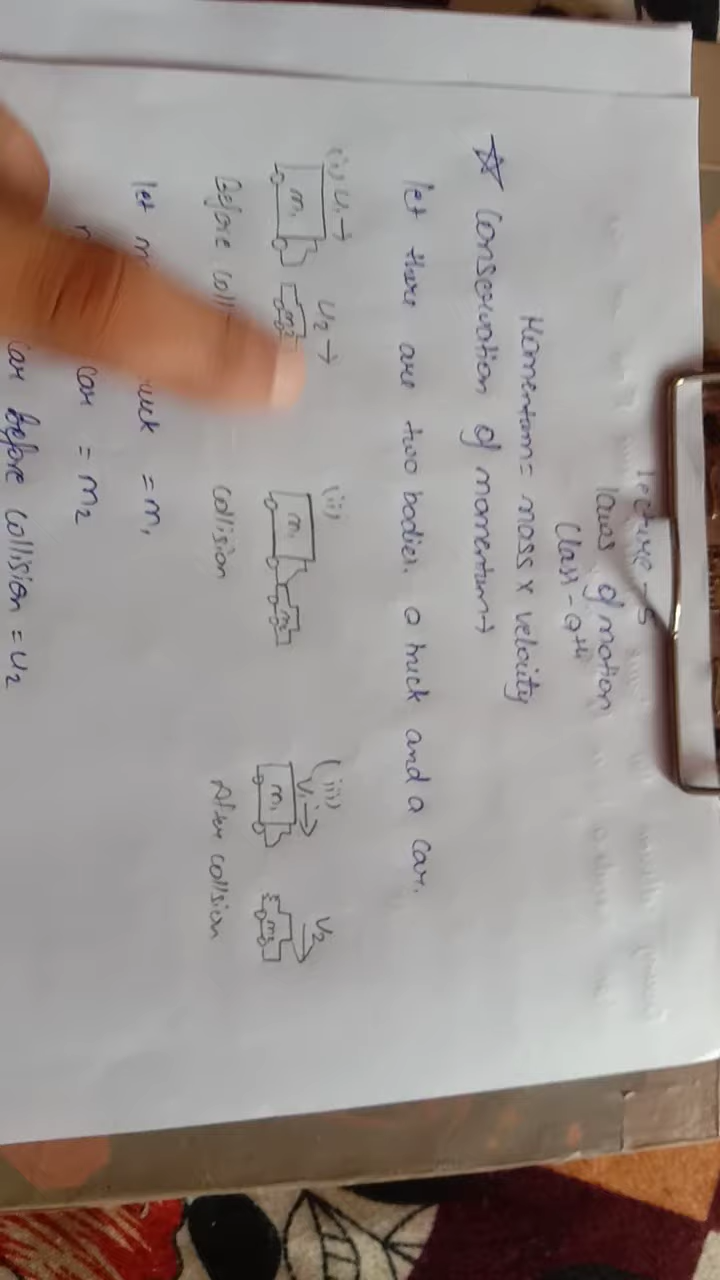 Lecture - 5
laws of motion
Class - 9th
Momentum = mass x velocity
☆ Conservation of momentum →
let there are two bodies, a truck and a car.
(i) u1 → u2 →
(ii)
(iii) v1 → v2
m1 m2
m1 m2
m1 m2
Before
collision
After collision
let = m1
car = m2
car before collision = u2